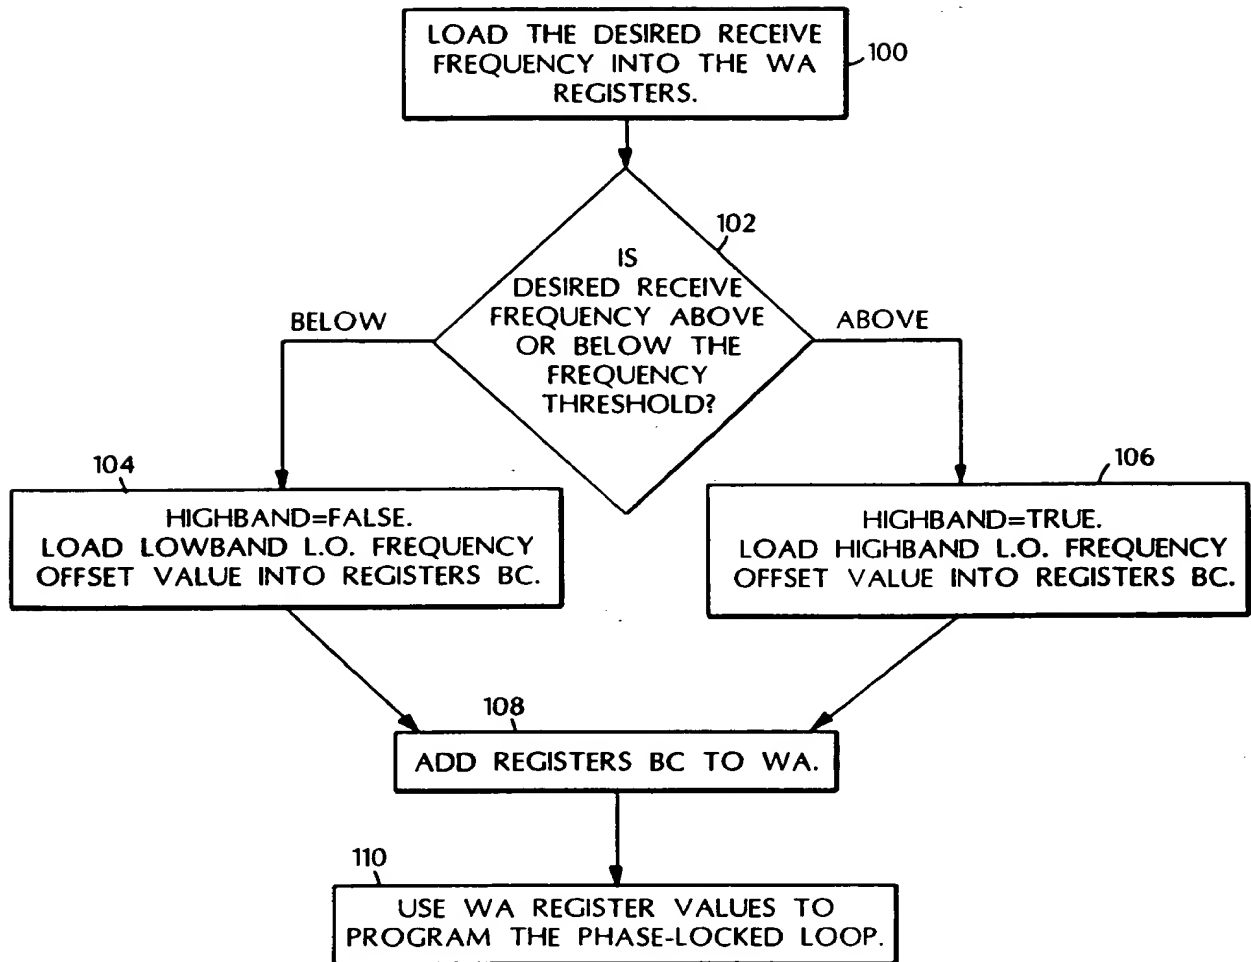 LOAD THE DESIRED RECEIVE
FREQUENCY INTO THE WA
REGISTERS.
100
102
IS
DESIRED RECEIVE
FREQUENCY ABOVE
OR BELOW THE
FREQUENCY
THRESHOLD?
BELOW
ABOVE
104
HIGHBAND=FALSE.
LOAD LOWBAND L.O. FREQUENCY
OFFSET VALUE INTO REGISTERS BC.
106
HIGHBAND=TRUE.
LOAD HIGHBAND L.O. FREQUENCY
OFFSET VALUE INTO REGISTERS BC.
108
ADD REGISTERS BC TO WA.
110
USE WA REGISTER VALUES TO
PROGRAM THE PHASE-LOCKED LOOP.